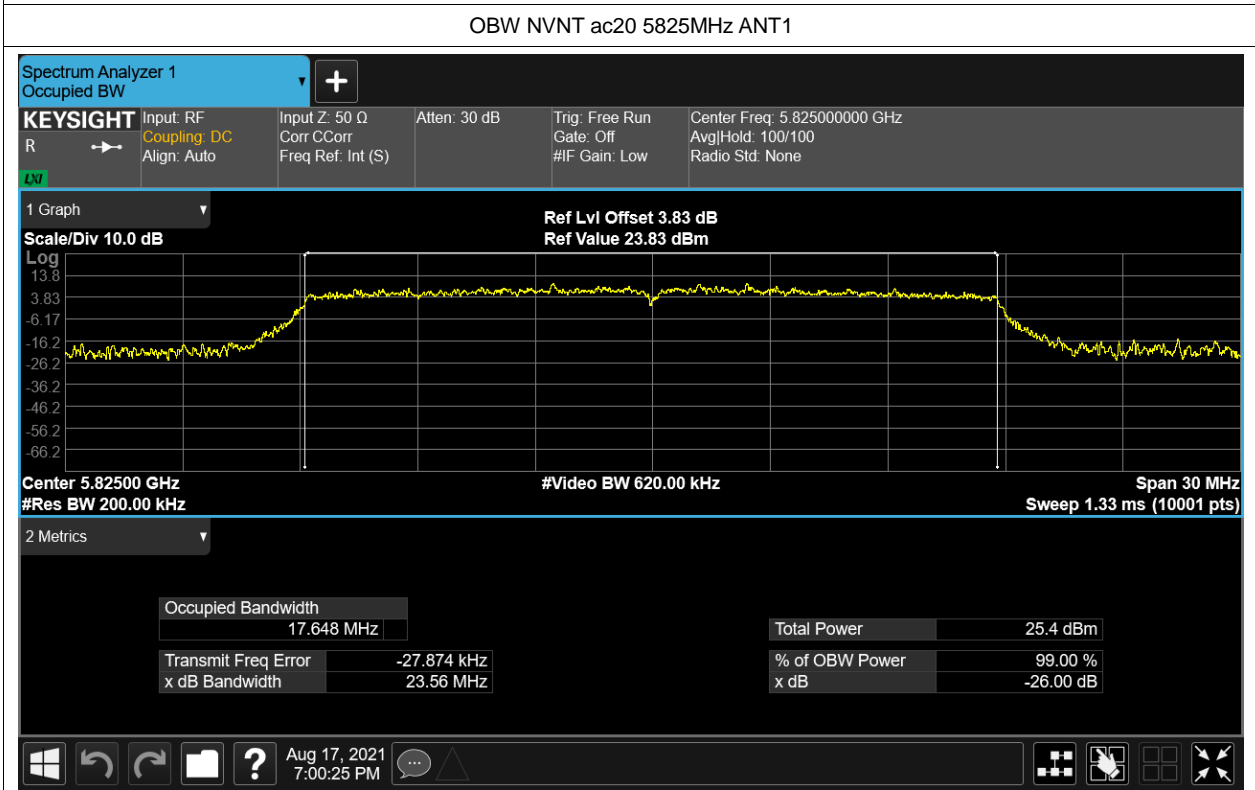 OBW NVNT ac20 5825MHz ANT1
Spectrum Analyzer 1
Occupied BW
KEYSIGHT
R
LXI
Input: RF
Coupling: DC
Align: Auto
Input Z: 50 Ω
Corr CCorr
Freq Ref: Int (S)
Atten: 30 dB
Trig: Free Run
Gate: Off
#IF Gain: Low
Center Freq: 5.825000000 GHz
Avg|Hold: 100/100
Radio Std: None
1 Graph
Scale/Div 10.0 dB
Ref Lvl Offset 3.83 dB
Ref Value 23.83 dBm
Log
13.8
3.83
-6.17
-16.2
-26.2
-36.2
-46.2
-56.2
-66.2
Center 5.82500 GHz
#Video BW 620.00 kHz
Span 30 MHz
#Res BW 200.00 kHz
Sweep 1.33 ms (10001 pts)
2 Metrics
Occupied Bandwidth
17.648 MHz
Total Power 25.4 dBm
Transmit Freq Error -27.874 kHz
% of OBW Power 99.00 %
x dB Bandwidth 23.56 MHz
x dB -26.00 dB
?
Aug 17, 2021
7:00:25 PM